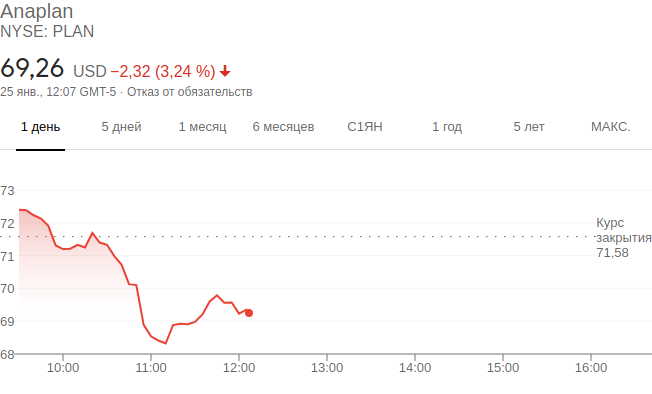 Anaplan
NYSE: PLAN
69,26 USD −2,32 (3,24 %)
25 янв., 12:07 GMT-5 · Отказ от обязательств
1 день 5 дней 1 месяц 6 месяцев С1ЯН 1 год 5 лет МАКС.
73
72
71
70
69
68
Курс
закрытия
71,58
10:00 11:00 12:00 13:00 14:00 15:00 16:00